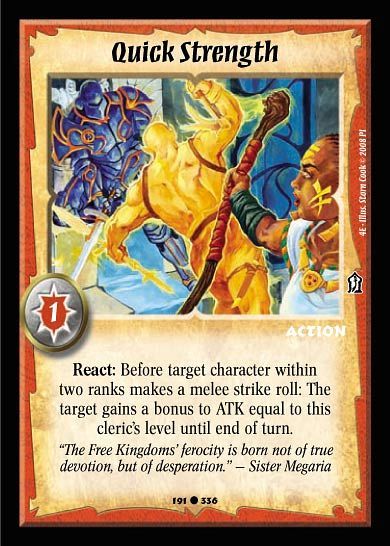 Quick Strength
4E · Illus. Storn Cook © 2008 PI
1
ACTION
React: Before target character within
two ranks makes a melee strike roll: The
target gains a bonus to ATK equal to this
cleric's level until end of turn.
“The Free Kingdoms' ferocity is born not of true
devotion, but of desperation.” – Sister Megaria
191 ● 336